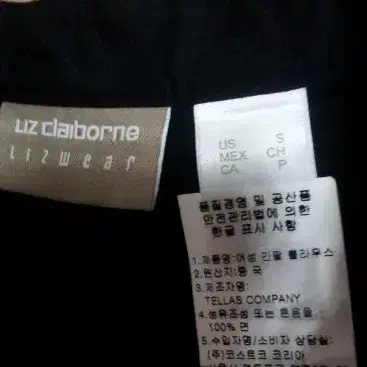 Liz claiborne
LIZWEAR
US S
MEX CH
CA P
품질경영 및 공산품
안전관리법에 의한
한글 표시 사항
1.제품명:여성 긴팔 블라우스
2.원산지:중 국
3.제조자명:
TELLAS COMPANY
4.섬유조성 또는 혼용율:
100% 면
5.수입자명/소비자 상담
(주)코스트코 코리아